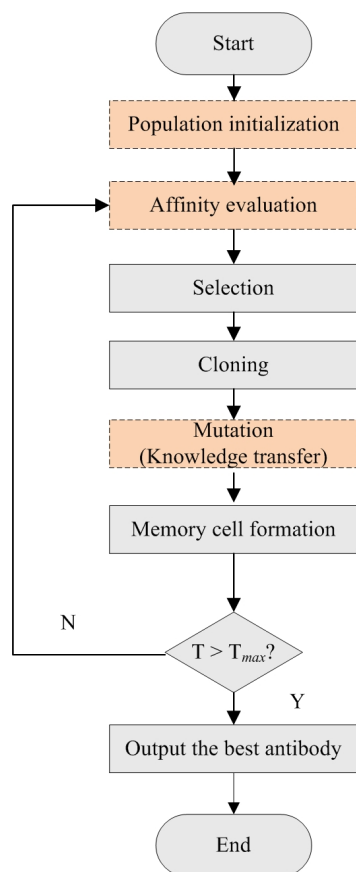 Start
Population initialization
Affinity evaluation
Selection
Cloning
Mutation
(Knowledge transfer)
Memory cell formation
N
T > Tmax?
Y
Output the best antibody
End